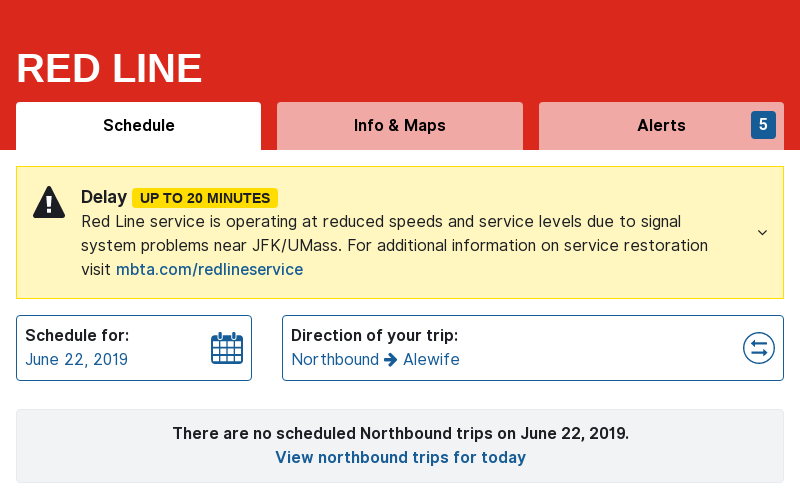 RED LINE
Schedule
Info & Maps
Alerts
5
Delay UP TO 20 MINUTES
Red Line service is operating at reduced speeds and service levels due to signal
system problems near JFK/UMass. For additional information on service restoration
visit mbta.com/redlineservice
Schedule for:
June 22, 2019
Direction of your trip:
Northbound → Alewife
There are no scheduled Northbound trips on June 22, 2019.
View northbound trips for today